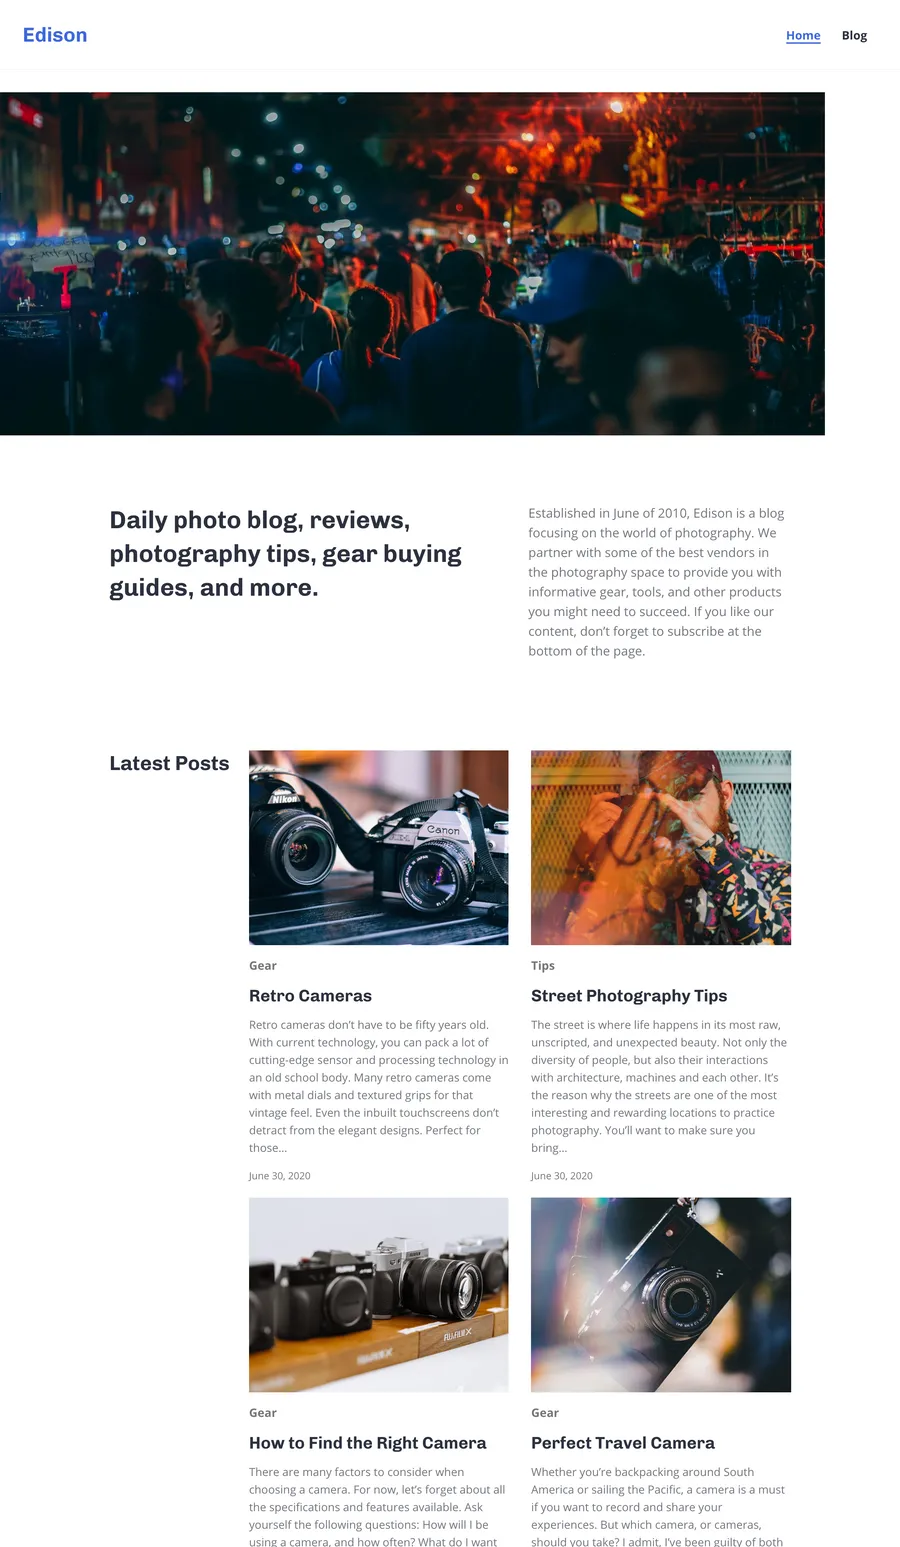 Edison
Home
Blog
Daily photo blog, reviews,
photography tips, gear buying
guides, and more.
Established in June of 2010, Edison is a blog
focusing on the world of photography. We
partner with some of the best vendors in
the photography space to provide you with
informative gear, tools, and other products
you might need to succeed. If you like our
content, don’t forget to subscribe at the
bottom of the page.
Latest Posts
Nikon
Canon
Gear
Retro Cameras
Retro cameras don’t have to be fifty years old.
With current technology, you can pack a lot of
cutting-edge sensor and processing technology in
an old school body. Many retro cameras come
with metal dials and textured grips for that
vintage feel. Even the inbuilt touchscreens don’t
detract from the elegant designs. Perfect for
those…
June 30, 2020
Tips
Street Photography Tips
The street is where life happens in its most raw,
unscripted, and unexpected beauty. Not only the
diversity of people, but also their interactions
with architecture, machines and each other. It’s
the reason why the streets are one of the most
interesting and rewarding locations to practice
photography. You’ll want to make sure you
bring…
June 30, 2020
Gear
How to Find the Right Camera
There are many factors to consider when
choosing a camera. For now, let’s forget about all
the specifications and features available. Ask
yourself the following questions: How will I be
using a camera, and how often? What do I want
Gear
Perfect Travel Camera
Whether you’re backpacking around South
America or sailing the Pacific, a camera is a must
if you want to record and share your
experiences. But which camera, or cameras,
should you take? I admit, I’ve been guilty of both